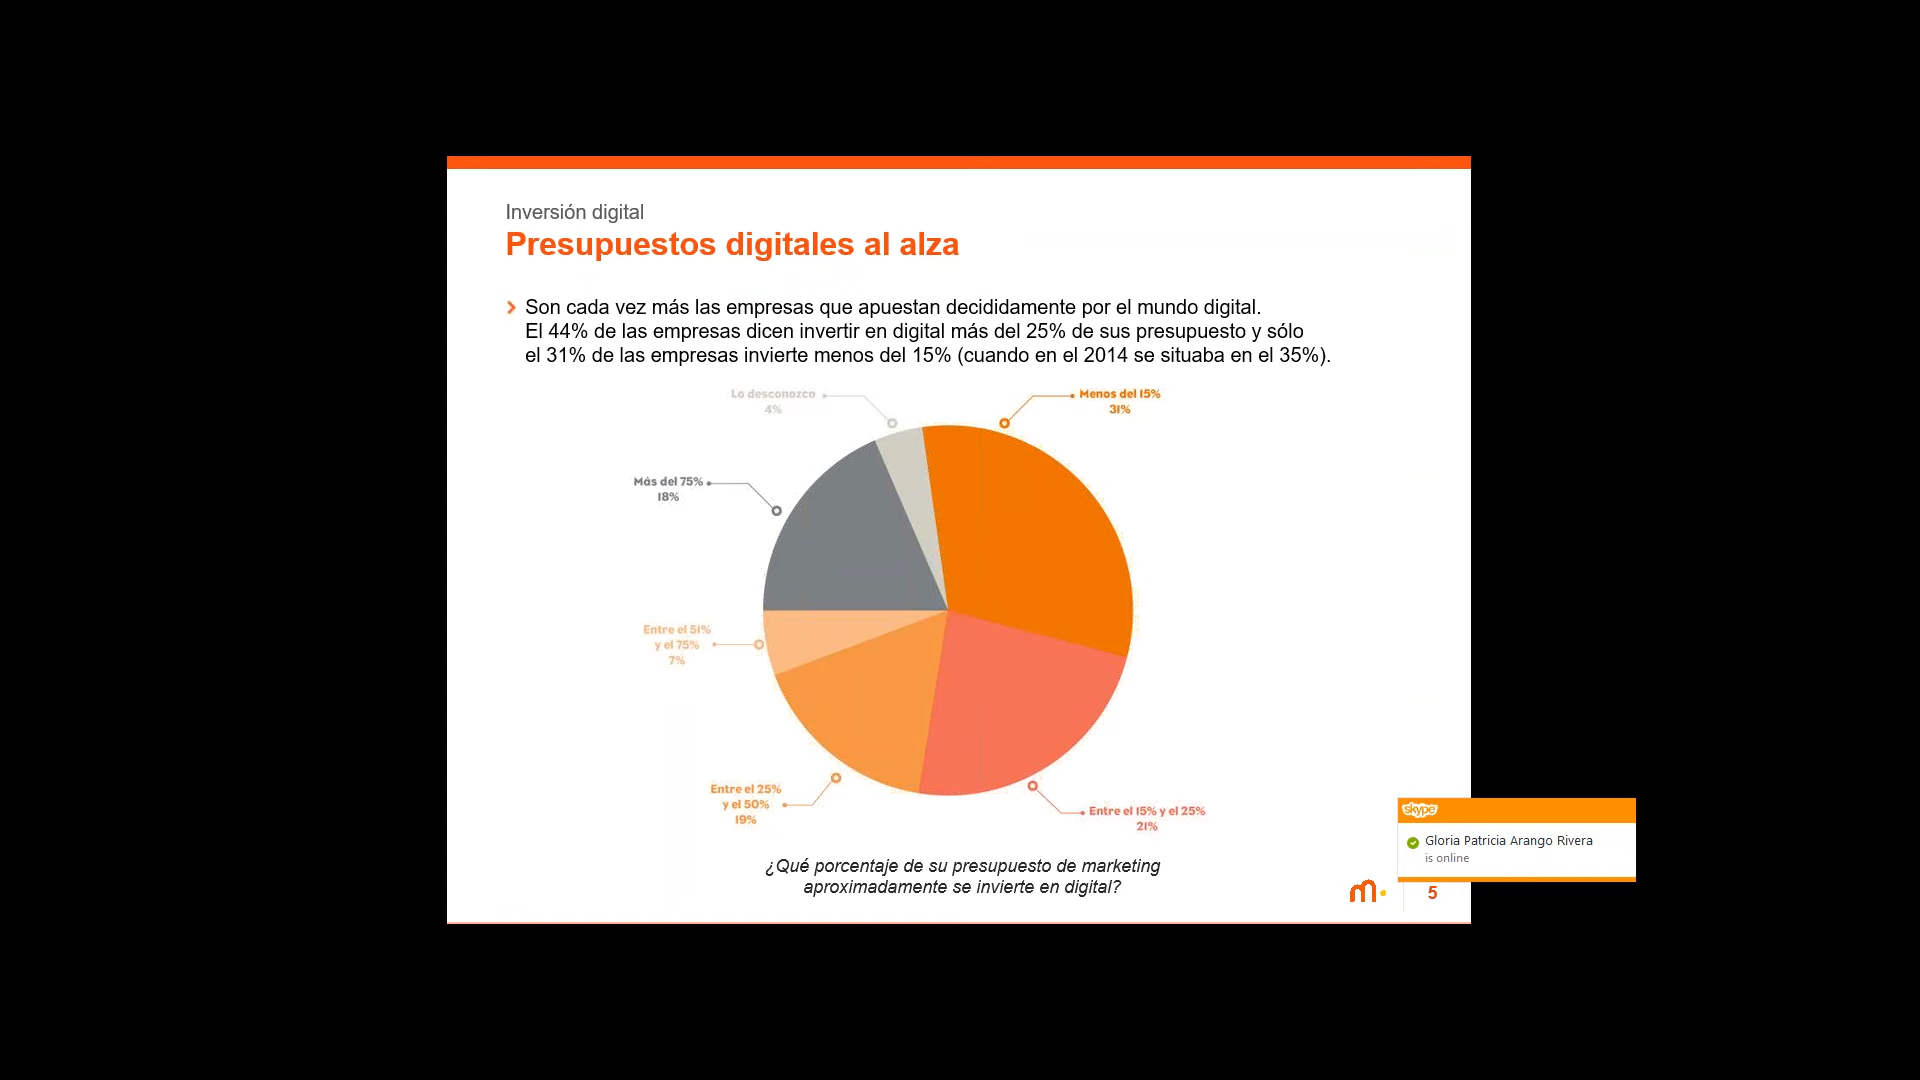 Inversión digital
Presupuestos digitales al alza
Son cada vez más las empresas que apuestan decididamente por el mundo digital.
El 44% de las empresas dicen invertir en digital más del 25% de sus presupuesto y sólo
el 31% de las empresas invierte menos del 15% (cuando en el 2014 se situaba en el 35%).
Lo desconozco
4%
Menos del 15%
31%
Más del 75%
18%
Entre el 51%
y el 75%
7%
Entre el 25%
y el 50%
19%
Entre el 15% y el 25%
21%
¿Qué porcentaje de su presupuesto de marketing
aproximadamente se invierte en digital?
skype
Gloria Patricia Arango Rivera
is online
m
5